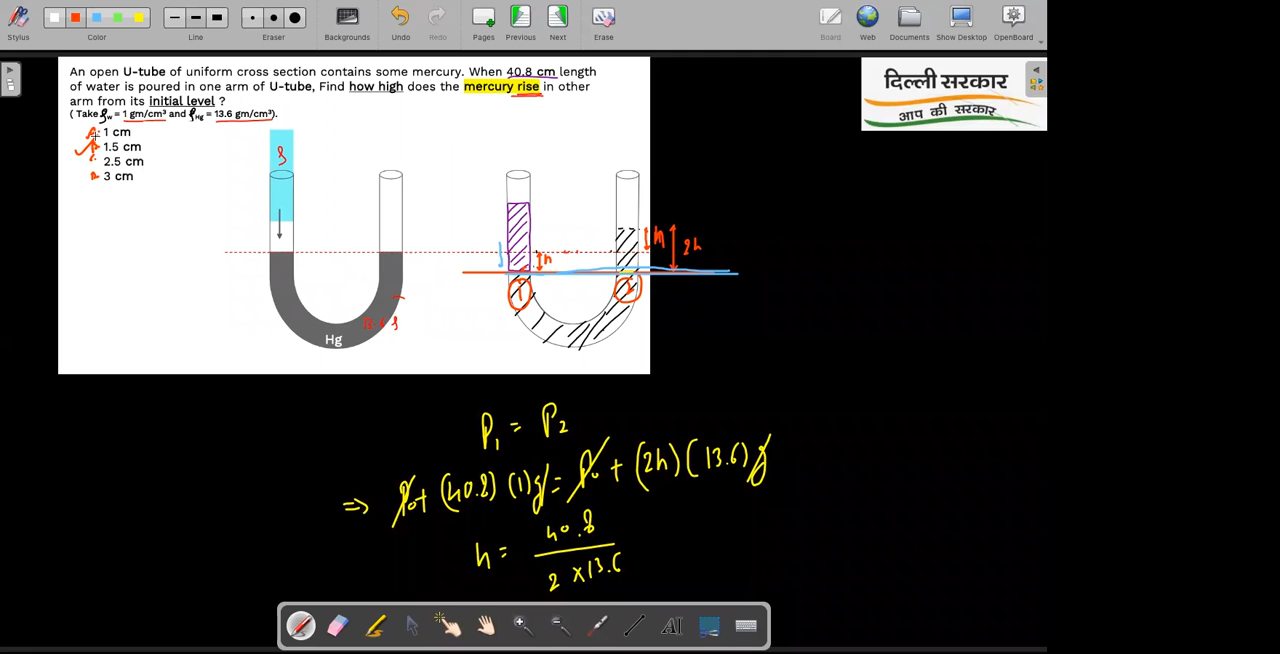 Stylus
Color
Line
Eraser
Backgrounds
Undo
Redo
Pages
Previous
Next
Erase
Board
Web
Documents
Show Desktop
OpenBoard
An open U-tube of uniform cross section contains some mercury. When 40.8 cm length
of water is poured in one arm of U-tube, Find how high does the mercury rise in other
arm from its initial level ?
( Take ρw = 1 gm/cm³ and ρHg = 13.6 gm/cm³).
1 cm
1.5 cm
2.5 cm
3 cm
दिल्ली सरकार
आप की सरकार
Hg
h
h
2h
1
2
P₁ = P₂
⇒ P₀ + (40.8) (1)g = P₀ + (2h) (13.6)g
h = 40.8
2 × 13.6
AI